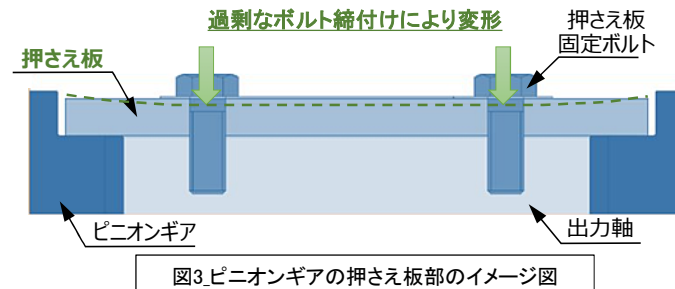 過剰なボルト締付けにより変形
押さえ板
固定ボルト
押さえ板
ピニオンギア
出力軸
図3_ピニオンギアの押さえ板部のイメージ図